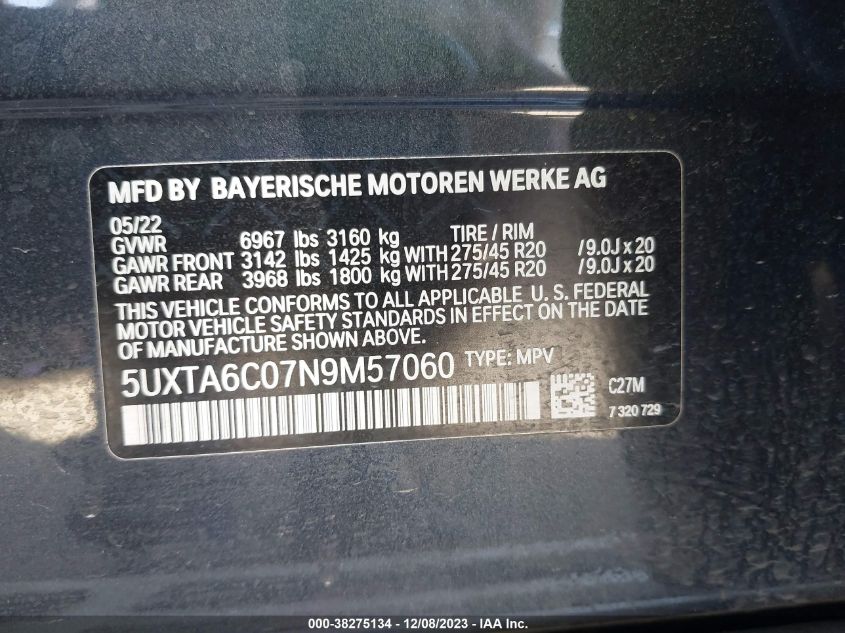 MFD BY BAYERISCHE MOTOREN WERKE AG
05/22 TIRE / RIM
GVWR 6967 lbs 3160 kg
GAWR FRONT 3142 lbs 1425 kg WITH 275/45 R20 /9.0J x 20
GAWR REAR 3968 lbs 1800 kg WITH 275/45 R20 /9.0J x 20
THIS VEHICLE CONFORMS TO ALL APPLICABLE U. S. FEDERAL
MOTOR VEHICLE SAFETY STANDARDS IN EFFECT ON THE DATE
OF MANUFACTURE SHOWN ABOVE.
5UXTA6C07N9M57060 TYPE: MPV
C27M
7 320 729
000-38275134 - 12/08/2023 - IAA Inc.